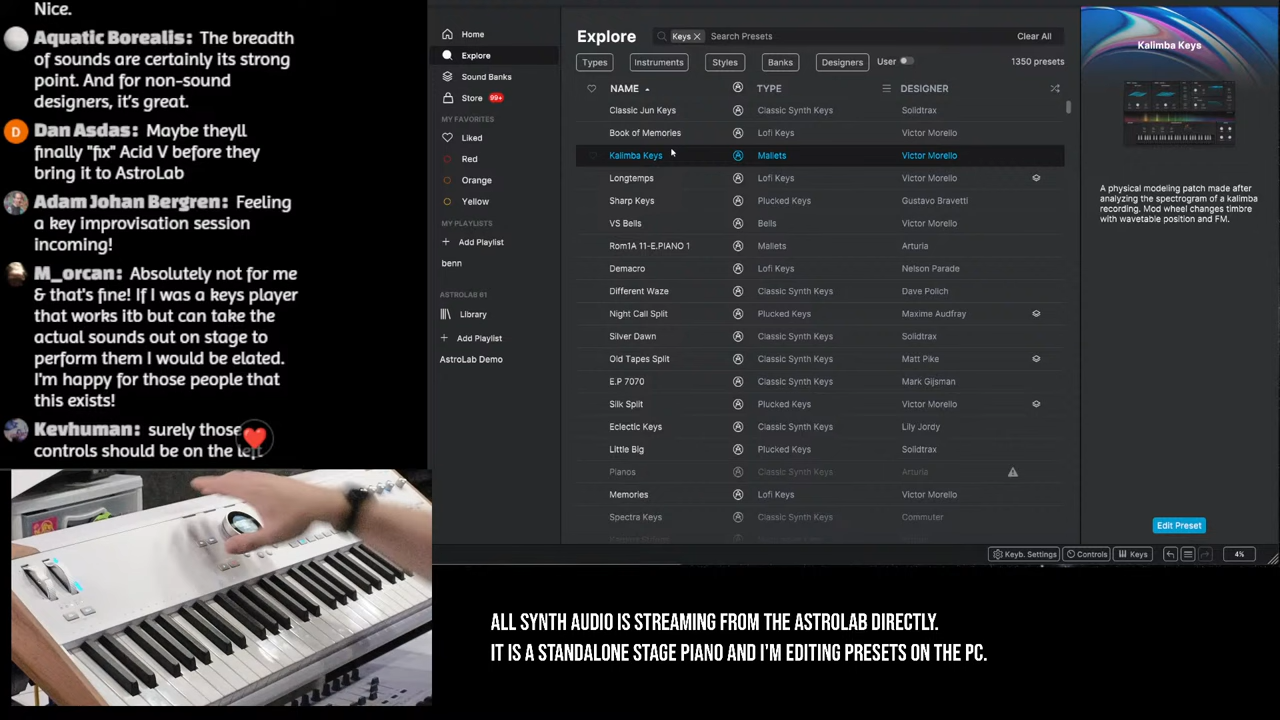 Nice.
Aquatic Borealis: The breadth
of sounds are certainly its strong
point. And for non-sound
designers, it's great.
D
Dan Asdas: Maybe theyll
finally "fix" Acid V before they
bring it to AstroLab
Adam Johan Bergren: Feeling
a key improvisation session
incoming!
M_orcan: Absolutely not for me
& that's fine! If I was a keys player
that works itb but can take the
actual sounds out on stage to
perform them I would be elated.
I'm happy for those people that
this exists!
Kevhuman: surely those
controls should be on the left
Home
Explore
Sound Banks
Store 99+
MY FAVORITES
Liked
Red
Orange
Yellow
MY PLAYLISTS
Add Playlist
benn
ASTROLAB 01
Library
Add Playlist
AstroLab Demo
Explore Keys Search Presets Clear All
Types Instruments Styles Banks Designers User 1350 presets
NAME TYPE DESIGNER
Classic Jun Keys Classic Synth Keys Solidtrax
Book of Memories Lofi Keys Victor Morello
Kalimba Keys Mallets Victor Morello
Longtemps Lofi Keys Victor Morello
Sharp Keys Plucked Keys Gustavo Bravetti
VS Bells Bells Victor Morello
Rom1A 11-E.PIANO 1 Mallets Arturia
Demacro Lofi Keys Nelson Parade
Different Waze Classic Synth Keys Dave Polich
Night Call Split Plucked Keys Maxime Audfray
Silver Dawn Classic Synth Keys Solidtrax
Old Tapes Split Classic Synth Keys Matt Pike
E.P 7070 Classic Synth Keys Mark Gijsman
Silk Split Plucked Keys Victor Morello
Eclectic Keys Classic Synth Keys Lily Jordy
Little Big Plucked Keys Solidtrax
Pianos Classic Synth Keys Arturia
Memories Lofi Keys Victor Morello
Spectra Keys Classic Synth Keys Commuter
Kalimba Keys
A physical modeling patch made after
analyzing the spectrogram of a kalimba
recording. Mod wheel changes timbre
with wavetable position and FM.
Edit Preset
Keyb. Settings Controls Keys 4%
ALL SYNTH AUDIO IS STREAMING FROM THE ASTROLAB DIRECTLY.
IT IS A STANDALONE STAGE PIANO AND I'M EDITING PRESETS ON THE PC.